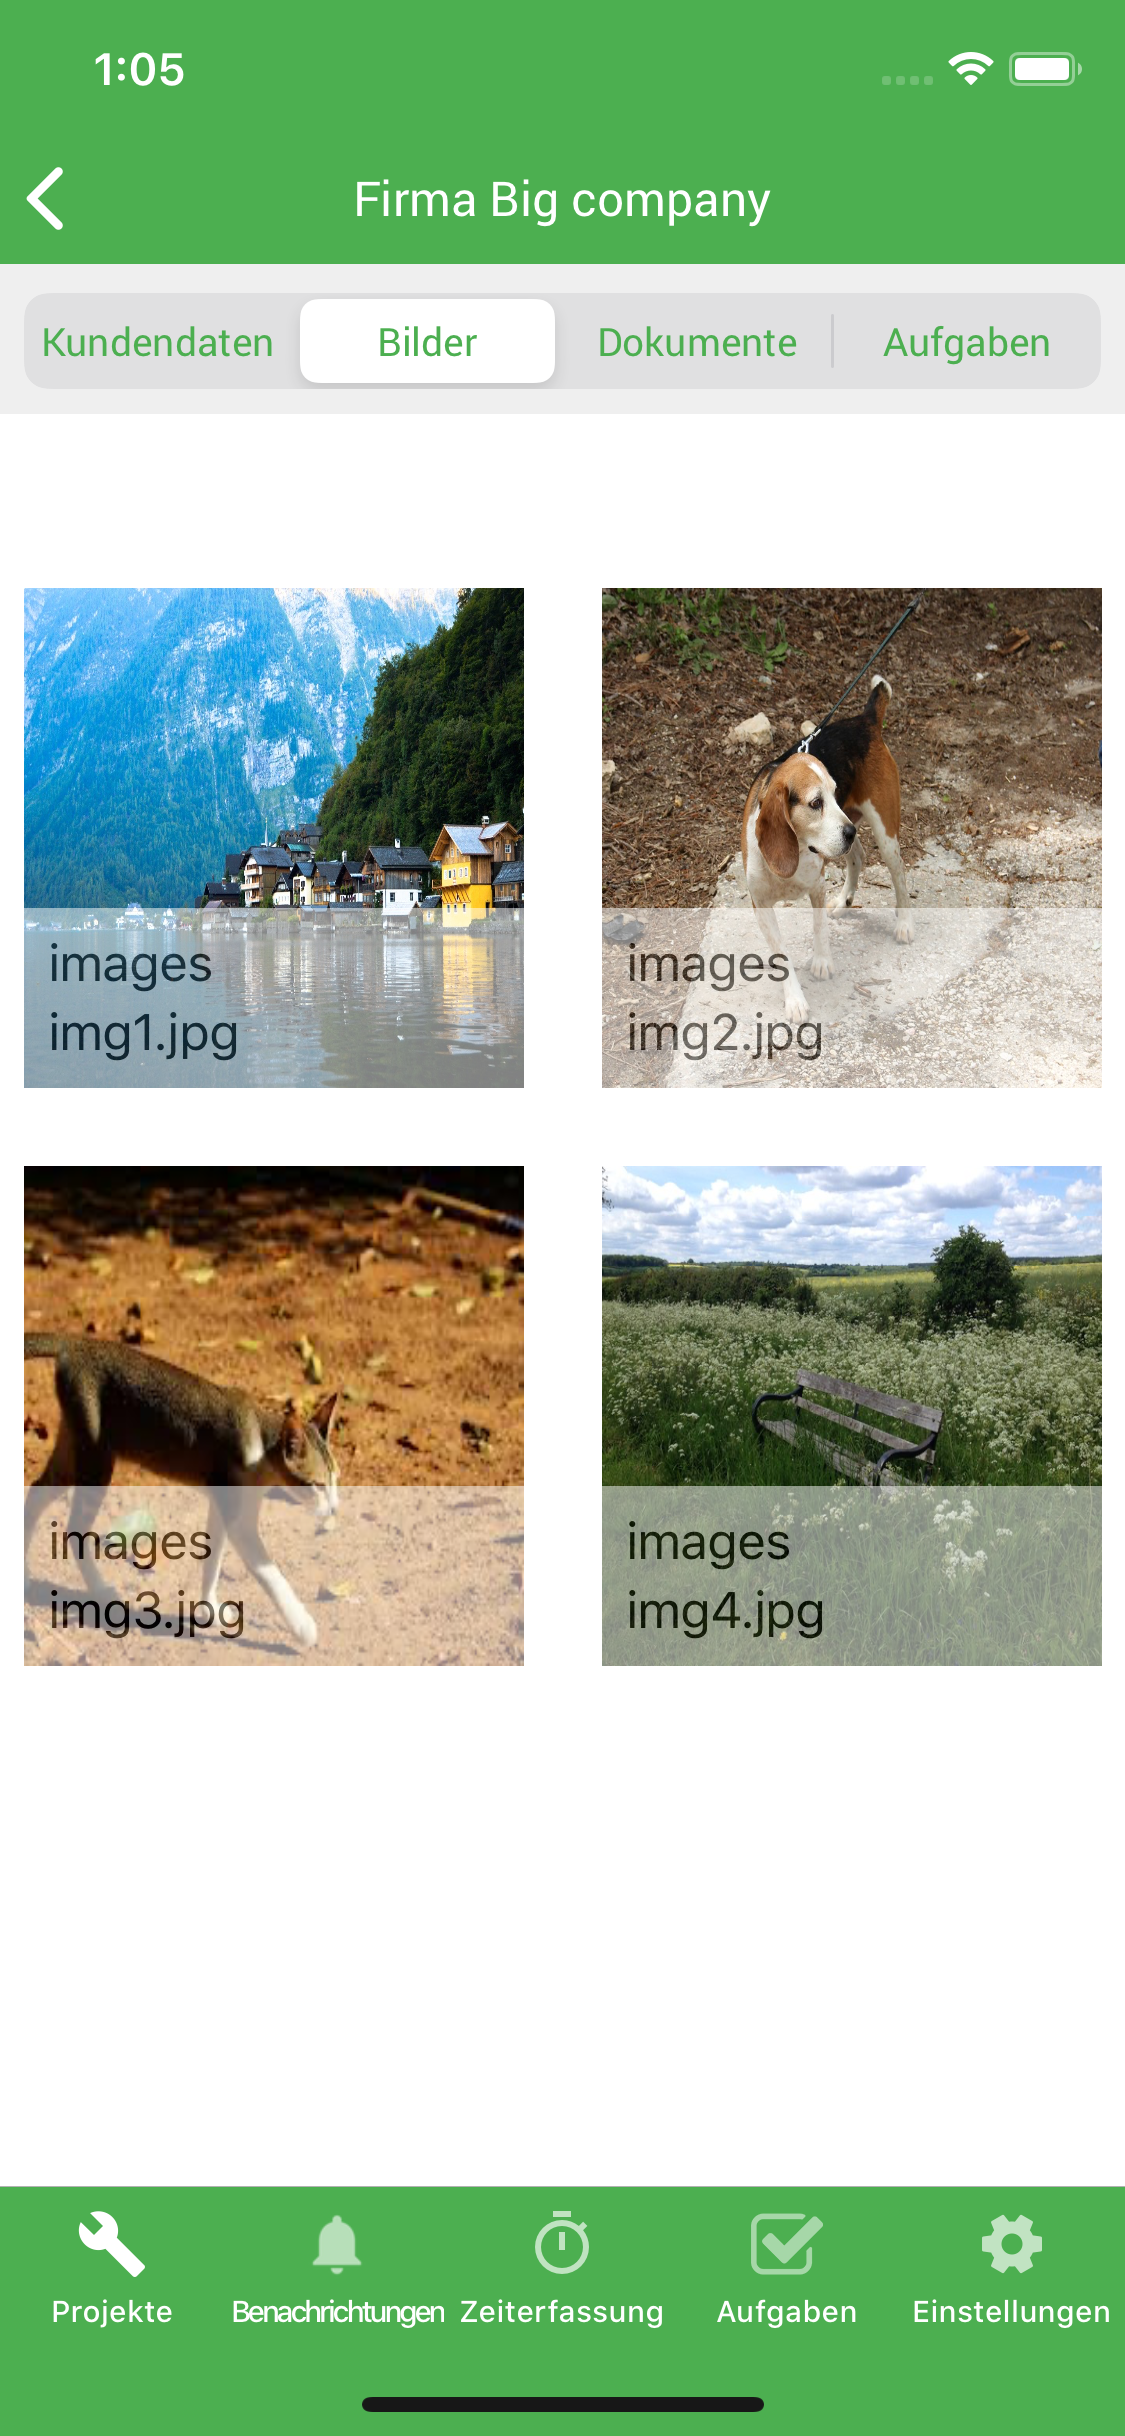 1:05
Firma Big company
Kundendaten Bilder Dokumente Aufgaben
images
img1.jpg
images
img2.jpg
images
img3.jpg
images
img4.jpg
Projekte Benachrichtungen Zeiterfassung Aufgaben Einstellungen